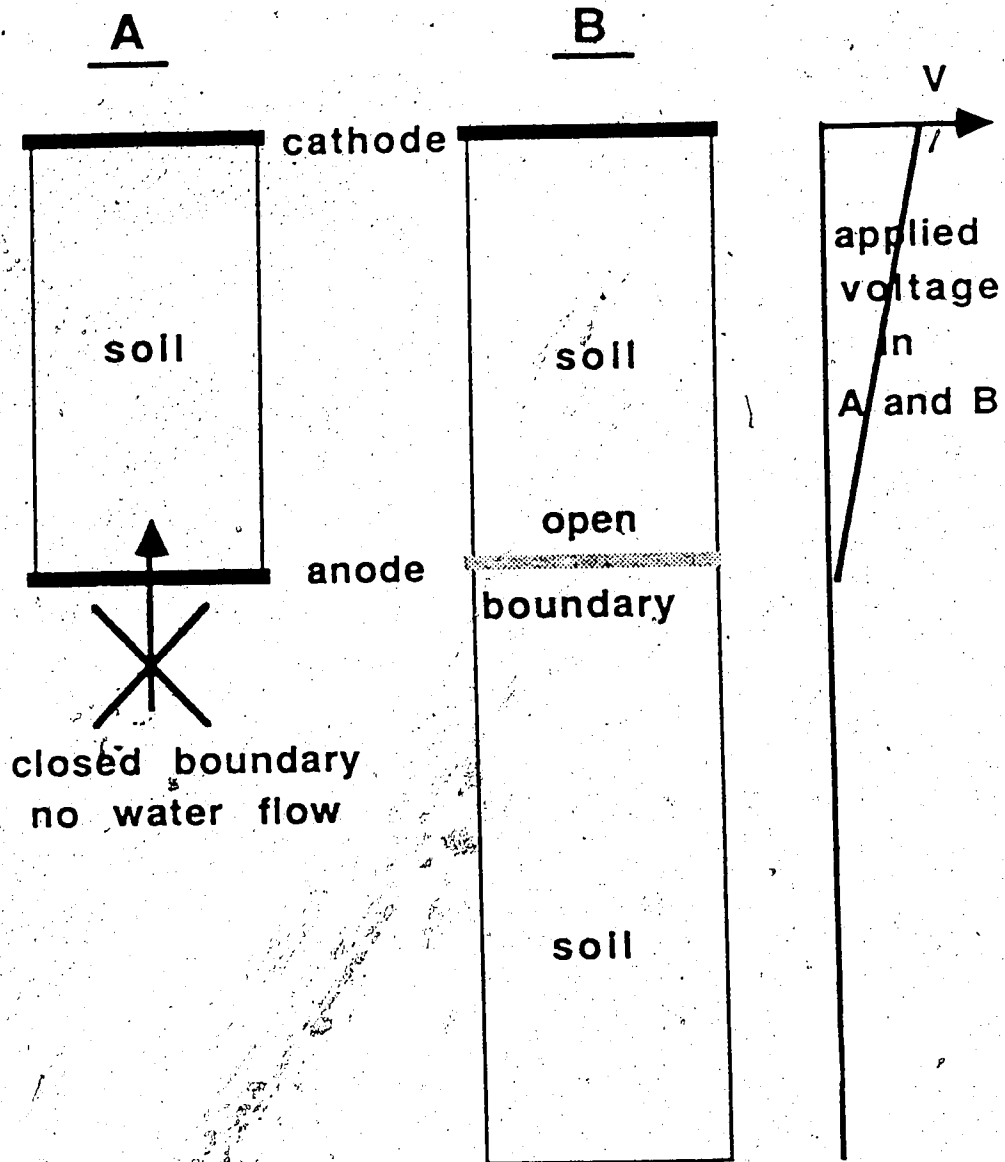 A
cathode
soil
anode
closed boundary
no water flow
B
soil
open
boundary
soil
V
applied
voltage
in
A and B